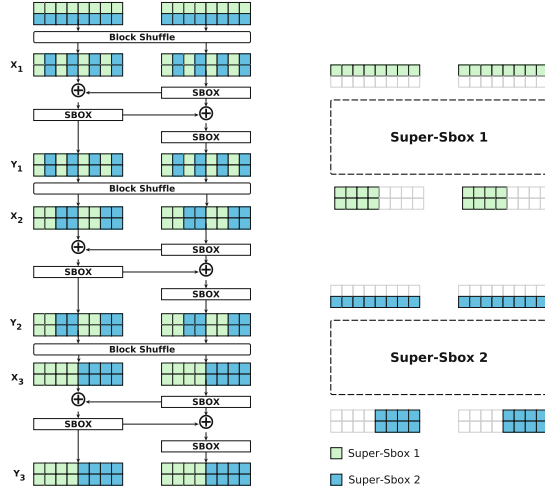 Block Shuffle
X1
SBOX
SBOX
SBOX
Y1
Block Shuffle
X2
SBOX
SBOX
SBOX
Y2
Block Shuffle
X3
SBOX
SBOX
SBOX
Y3
Super-Sbox 1
Super-Sbox 2
Super-Sbox 1
Super-Sbox 2